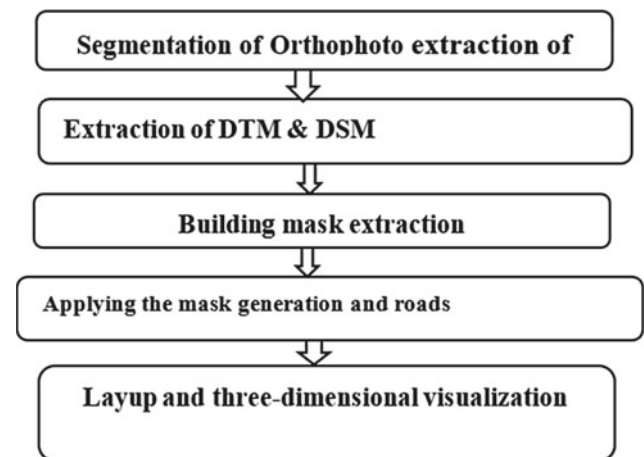 Segmentation of Orthophoto extraction of
Extraction of DTM & DSM
Building mask extraction
Applying the mask generation and roads
Layup and three-dimensional visualization